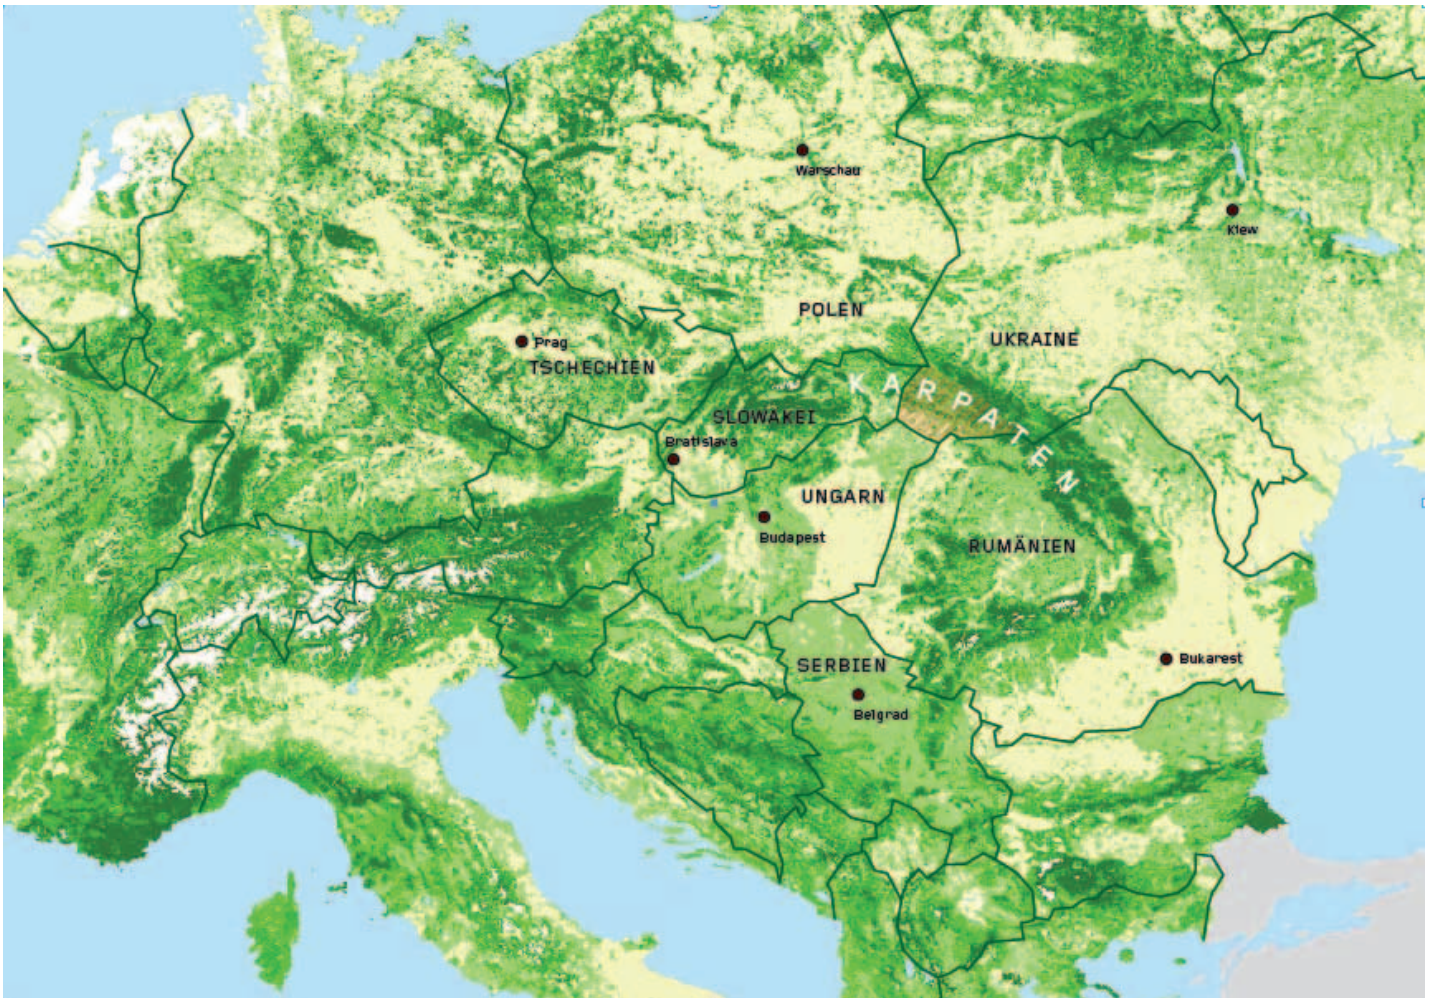 Warschau
Kiew
POLEN
UKRAINE
Prag
TSCHECHIEN
KARPATEN
SLOWAKEI
Bratislava
UNGARN
Budapest
RUMÄNIEN
SERBIEN
Bukarest
Belgrad